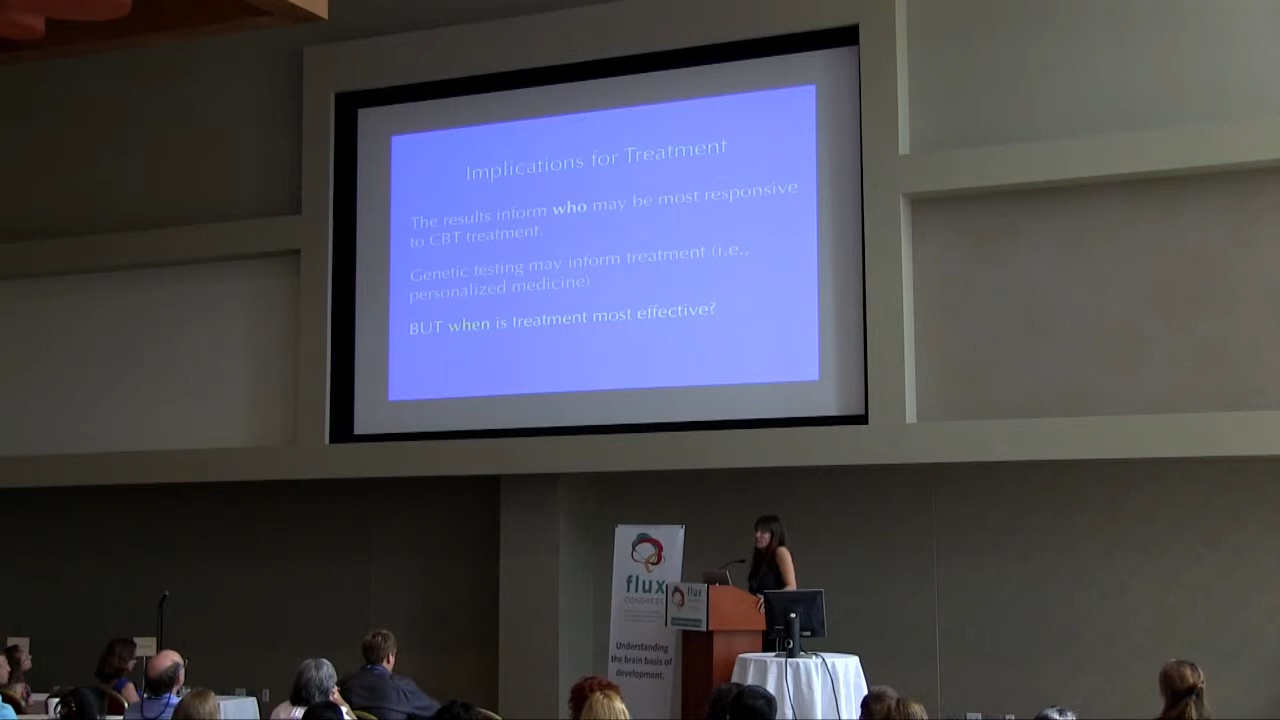 Implications for Treatment
The results inform who may be most responsive
to CBT treatment.
Genetic testing may inform treatment (i.e.,
personalized medicine)
BUT when is treatment most effective?
flux
CONGRESS
Understanding
the brain basis of
development.
flux